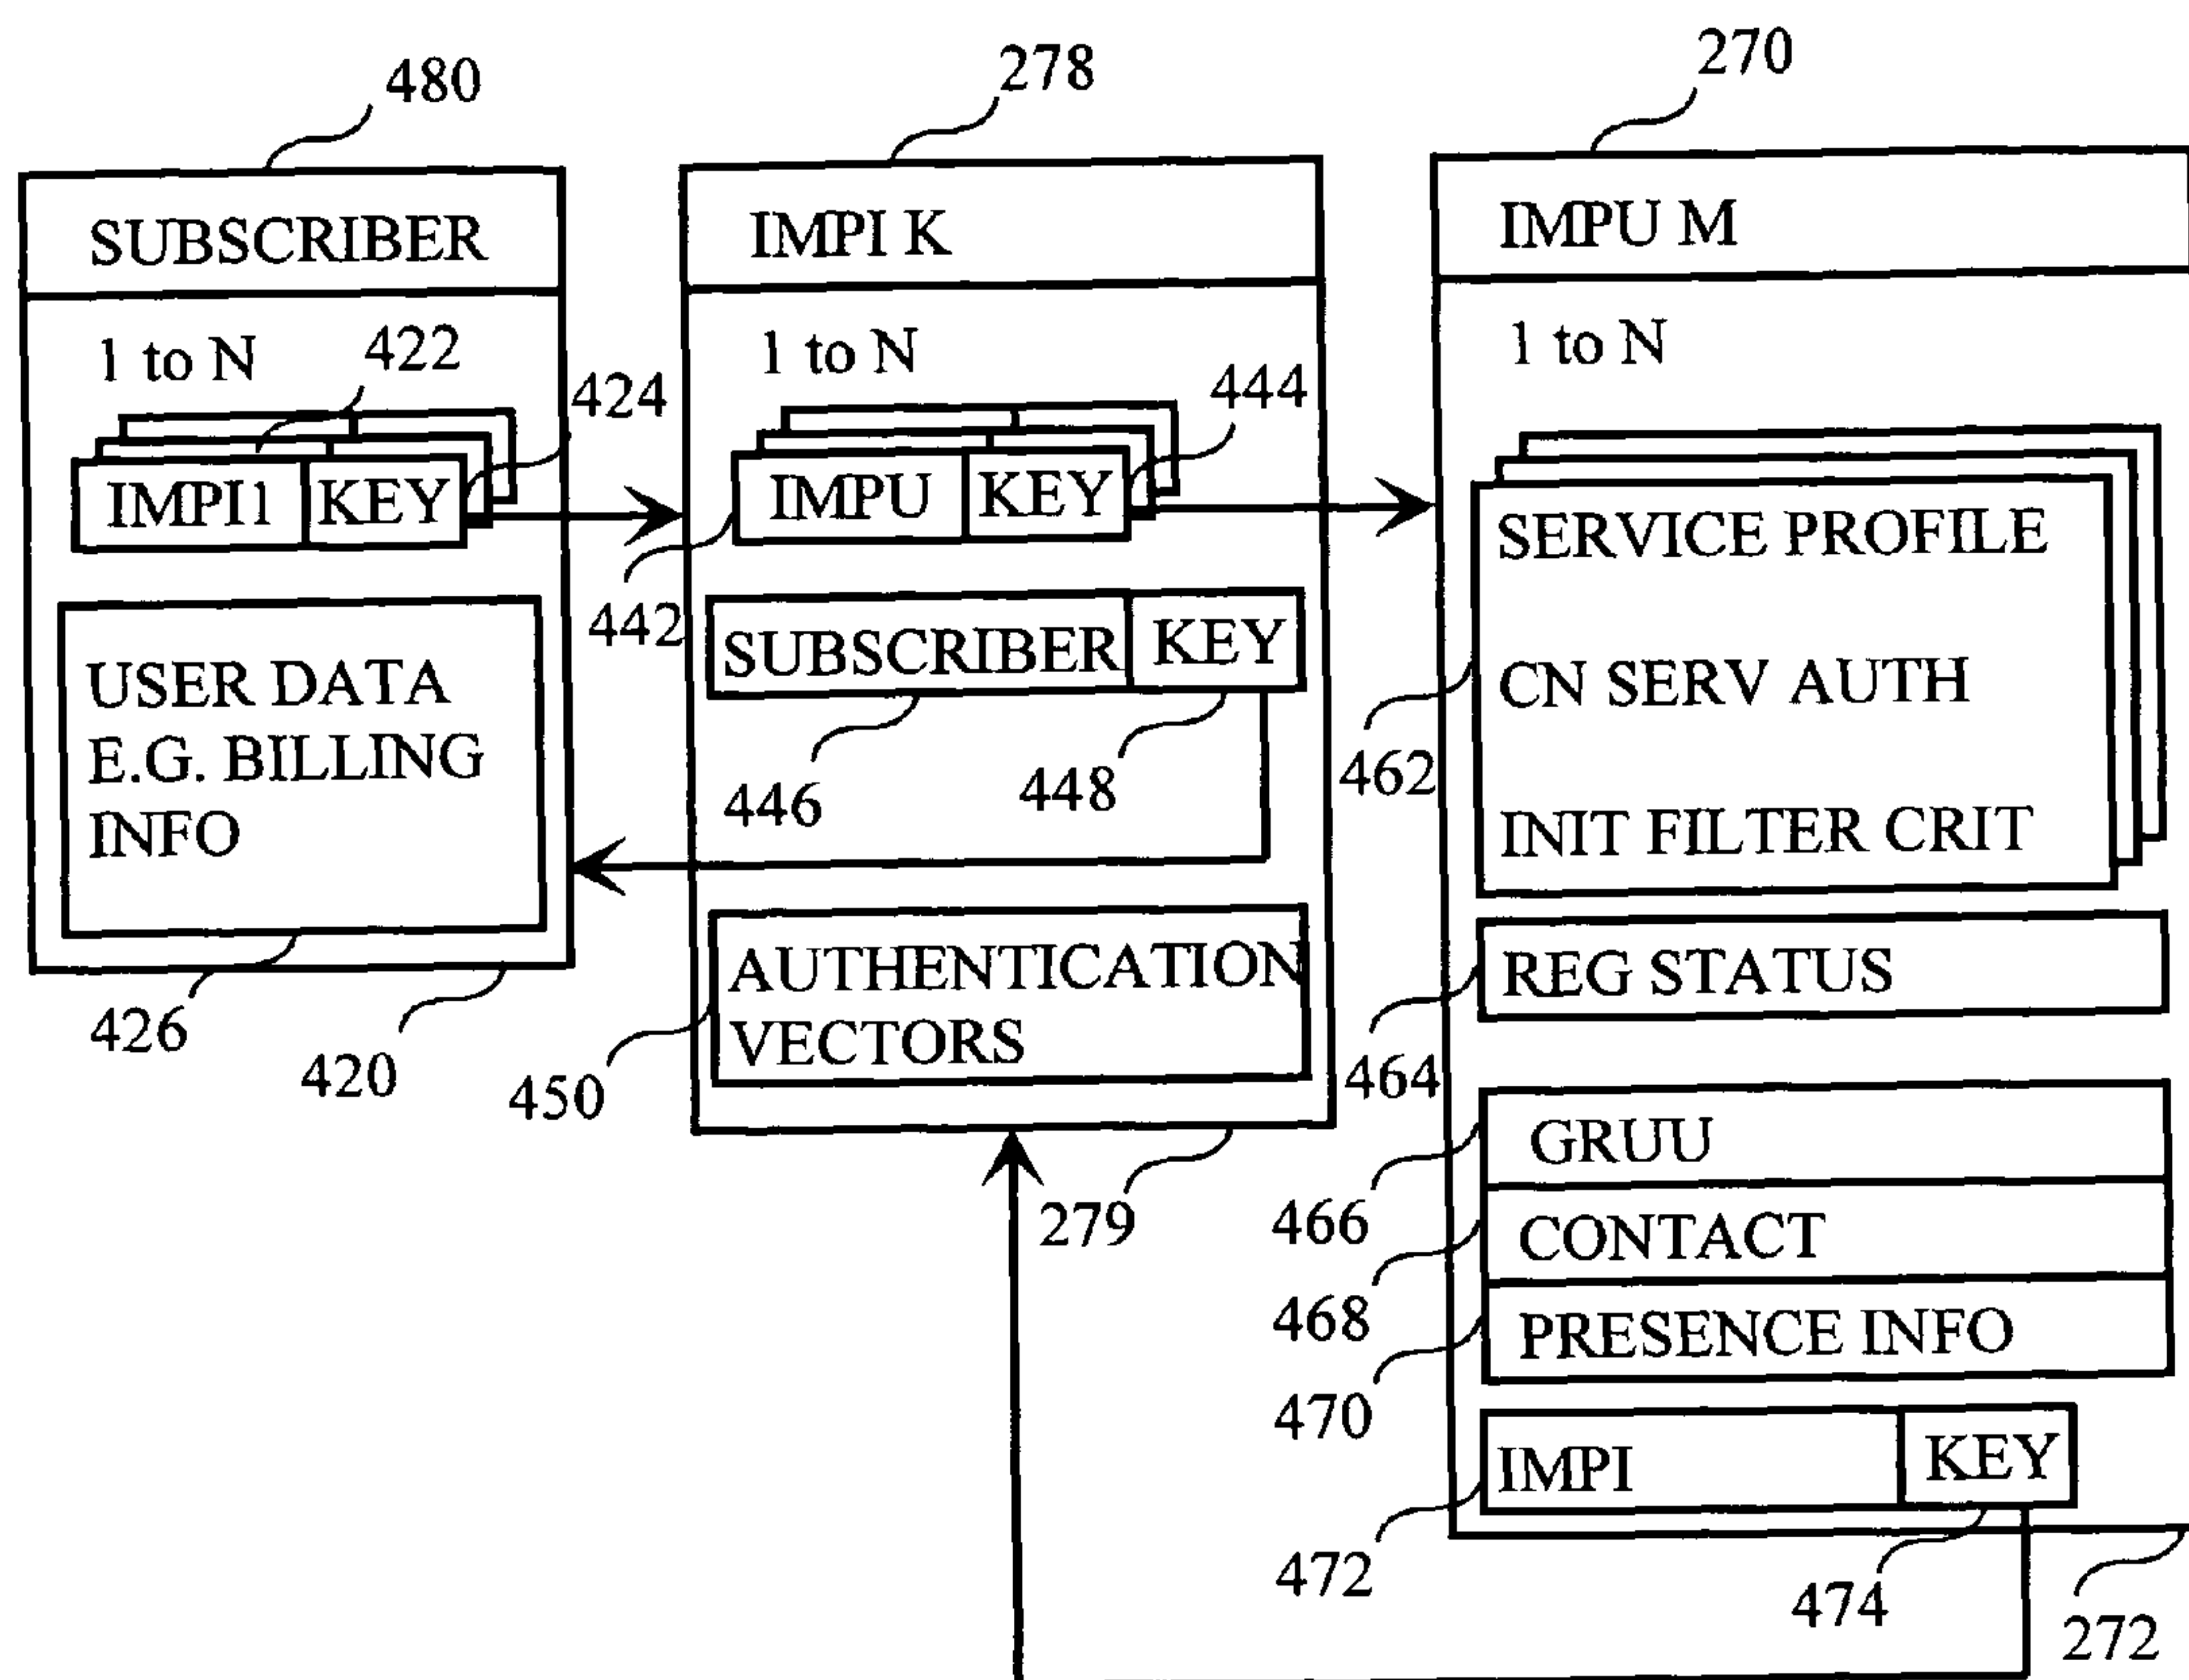 480
278
270
SUBSCRIBER
IMPI K
IMPU M
1 to N
422
424
1 to N
444
1 to N
IMPI1
KEY
IMPU
KEY
442
SERVICE PROFILE
CN SERV AUTH
INIT FILTER CRIT
462
SUBSCRIBER
KEY
446
448
USER DATA
E.G. BILLING
INFO
426
420
AUTHENTICATION
VECTORS
450
279
REG STATUS
464
GRUU
466
CONTACT
468
PRESENCE INFO
470
IMPI
KEY
472
474
272